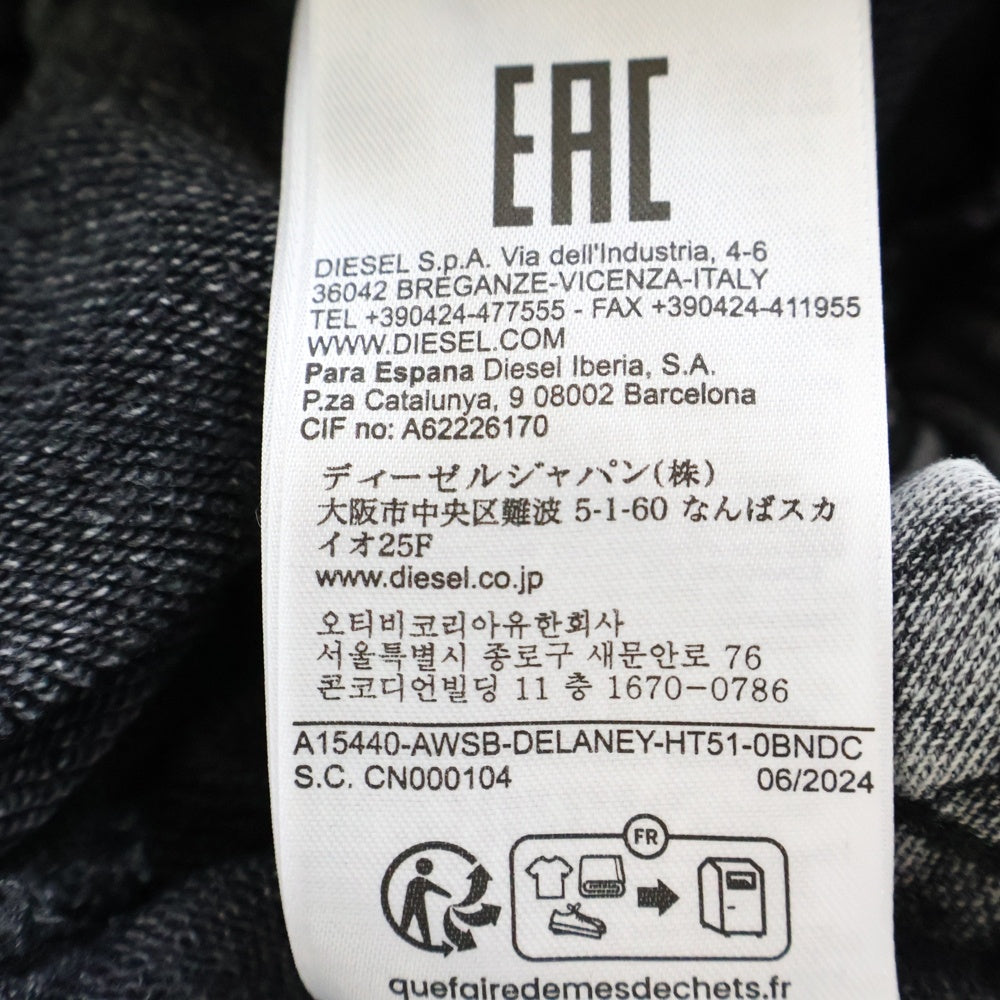 EAC
DIESEL S.p.A. Via dell'Industria, 4-6
36042 BREGANZE-VICENZA-ITALY
TEL +390424-477555 - FAX +390424-411955
WWW.DIESEL.COM
Para Espana Diesel Iberia, S.A.
P.za Catalunya, 9 08002 Barcelona
CIF no: A62226170
ディーゼルジャパン(株)
大阪市中央区難波 5-1-60 なんばスカ
イオ25F
www.diesel.co.jp
오티비코리아유한회사
서울특별시 종로구 새문안로 76
콘코디언빌딩 11 층 1670-0786
A15440-AWSB-DELANEY-HT51-0BNDC
S.C. CN000104 06/2024
FR
quefairedemesdechets.fr